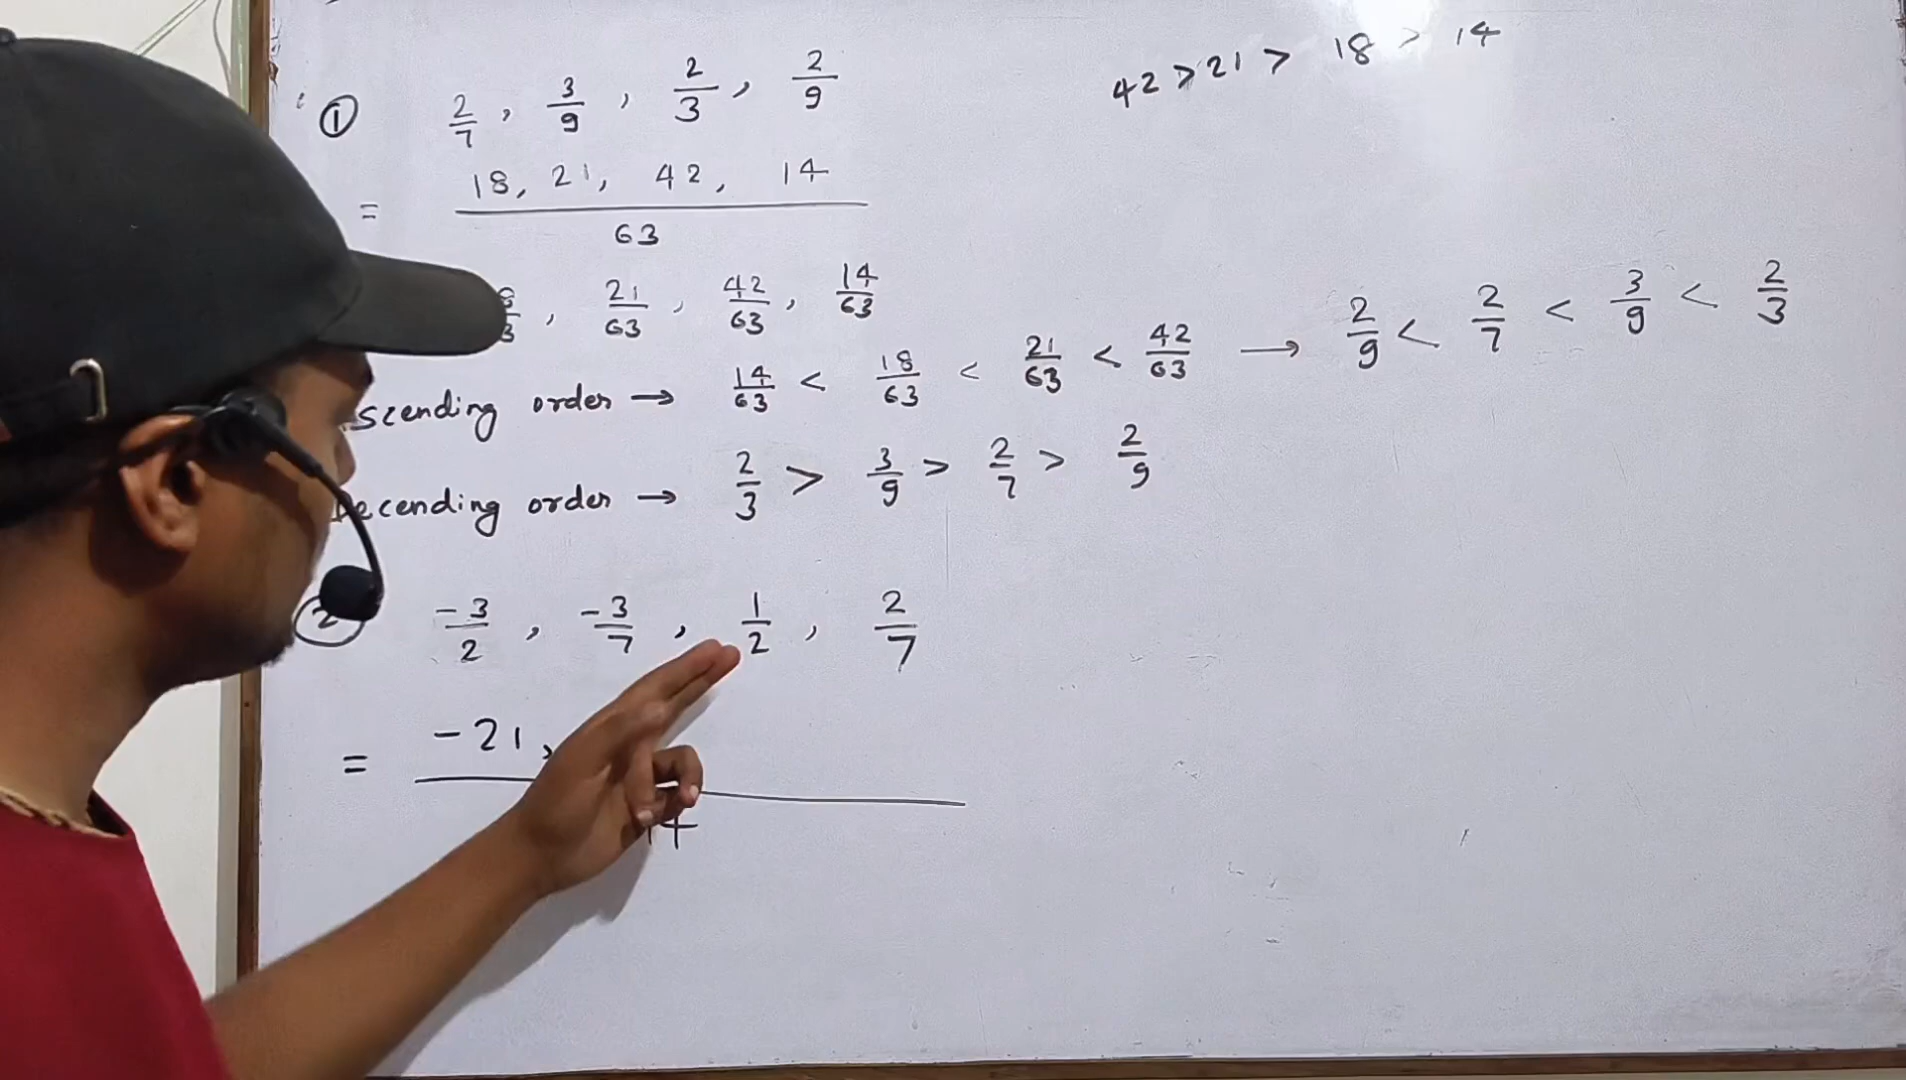 ① 2/7 , 3/9 , 2/3 , 2/9
42 > 21 > 18 > 14
= 18, 21, 42, 14 / 63
21/63 , 42/63 , 14/63
scending order → 14/63 < 18/63 < 21/63 < 42/63 → 2/9 < 2/7 < 3/9 < 2/3
Decending order → 2/3 > 3/9 > 2/7 > 2/9
② -3/2 , -3/7 , 1/2 , 2/7
= -21, / 14